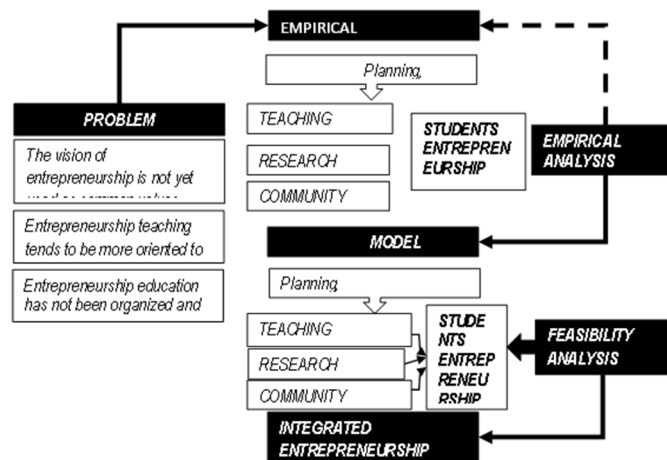 EMPIRICAL
Planning,
TEACHING
RESEARCH
COMMUNITY
STUDENTS
ENTREPREN
EURSHIP
PROBLEM
The vision of
entrepreneurship is not yet
Entrepreneurship teaching
tends to be more oriented to
Entrepreneurship education
has not been organized and
EMPIRICAL
ANALYSIS
MODEL
Planning,
TEACHING
RESEARCH
COMMUNITY
STUDE
NTS
ENTREP
RENEU
RSHIP
FEASIBILITY
ANALYSIS
INTEGRATED
ENTREPRENEURSHIP